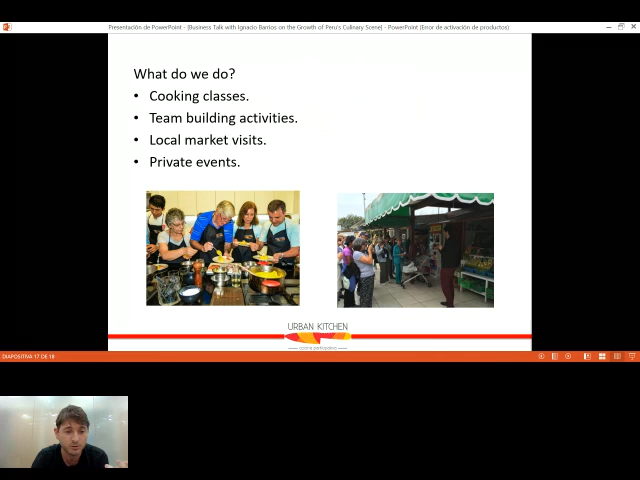 Presentación de PowerPoint - [Business Talk with Ignacio Barrios on the Growth of Peru's Culinary Scene] - PowerPoint (Error de activación de productos)
What do we do?
• Cooking classes.
• Team building activities.
• Local market visits.
• Private events.
URBAN KITCHEN
cocina participativa
DIAPOSITIVA 17 DE 18